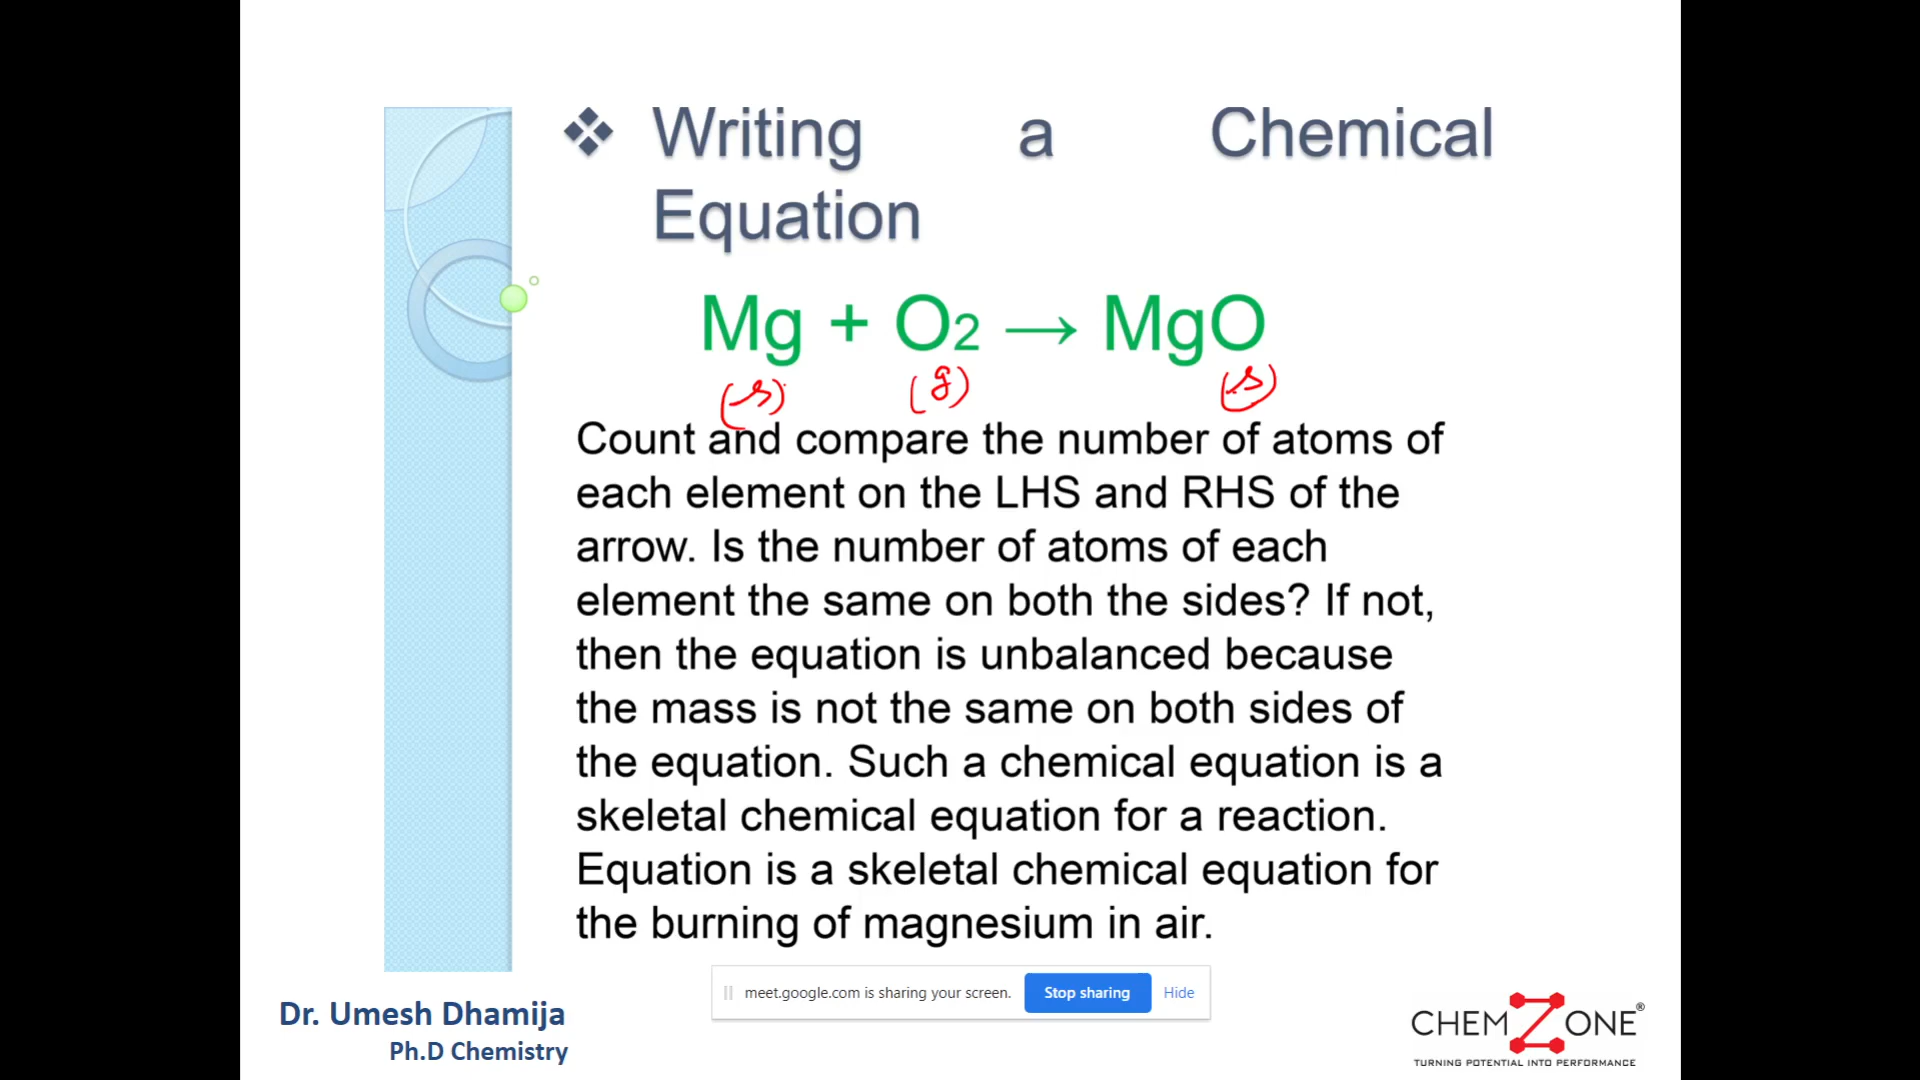 ❖ Writing a Chemical
Equation
Mg + O2 → MgO
(s) (g) (s)
Count and compare the number of atoms of
each element on the LHS and RHS of the
arrow. Is the number of atoms of each
element the same on both the sides? If not,
then the equation is unbalanced because
the mass is not the same on both sides of
the equation. Such a chemical equation is a
skeletal chemical equation for a reaction.
Equation is a skeletal chemical equation for
the burning of magnesium in air.
meet.google.com is sharing your screen. Stop sharing Hide
Dr. Umesh Dhamija
Ph.D Chemistry
CHEMZONE®
TURNING POTENTIAL INTO PERFORMANCE